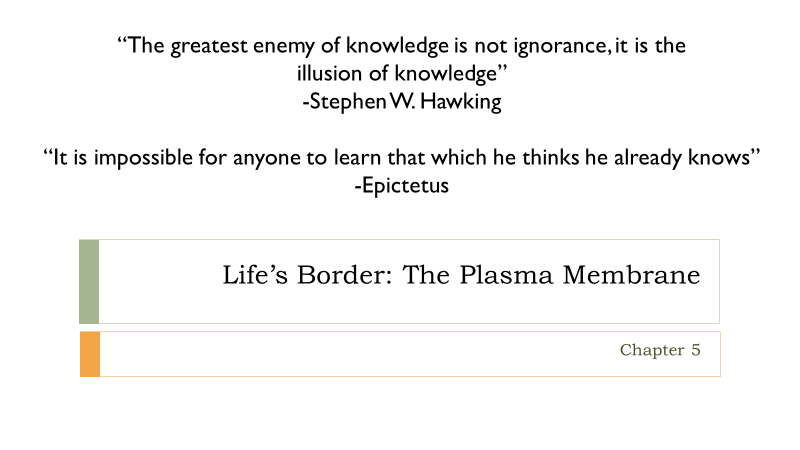 “The greatest enemy of knowledge is not ignorance, it is the
illusion of knowledge”
-Stephen W. Hawking
“It is impossible for anyone to learn that which he thinks he already knows”
-Epictetus
Life’s Border: The Plasma Membrane
Chapter 5